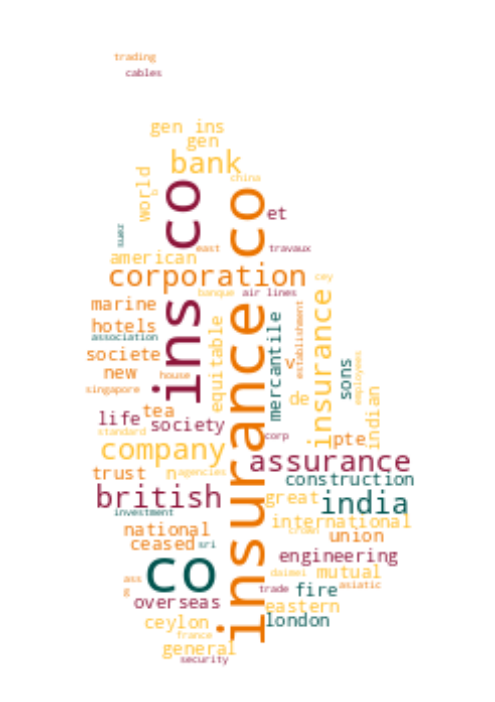 trading
cables
gen ins
gen
bank
china
world
ins co
insurance co
et
suez
east
travaux
american
corporation
cey
banque
air lines
marine
hotels
association
equitable
mercantile
establishment
insurance
societe
new
house
singapore
v
sons
employees
de
indian
life
tea
society
standard
corp
pte
company
assurance
trust
n
agencies
construction
british
great
india
investment
international
national
crown
union
ceased
sri
engineering
co
daimei
mutual
ass
g
trade
fire
asiatic
overseas
eastern
ceylon
london
france
general
security